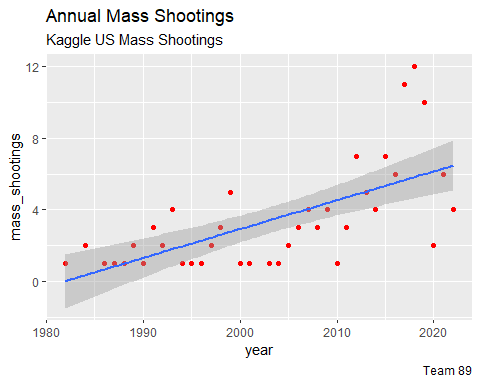 Annual Mass Shootings
Kaggle US Mass Shootings
12
8
4
0
mass_shootings
1980 1990 2000 2010 2020
year
Team 89